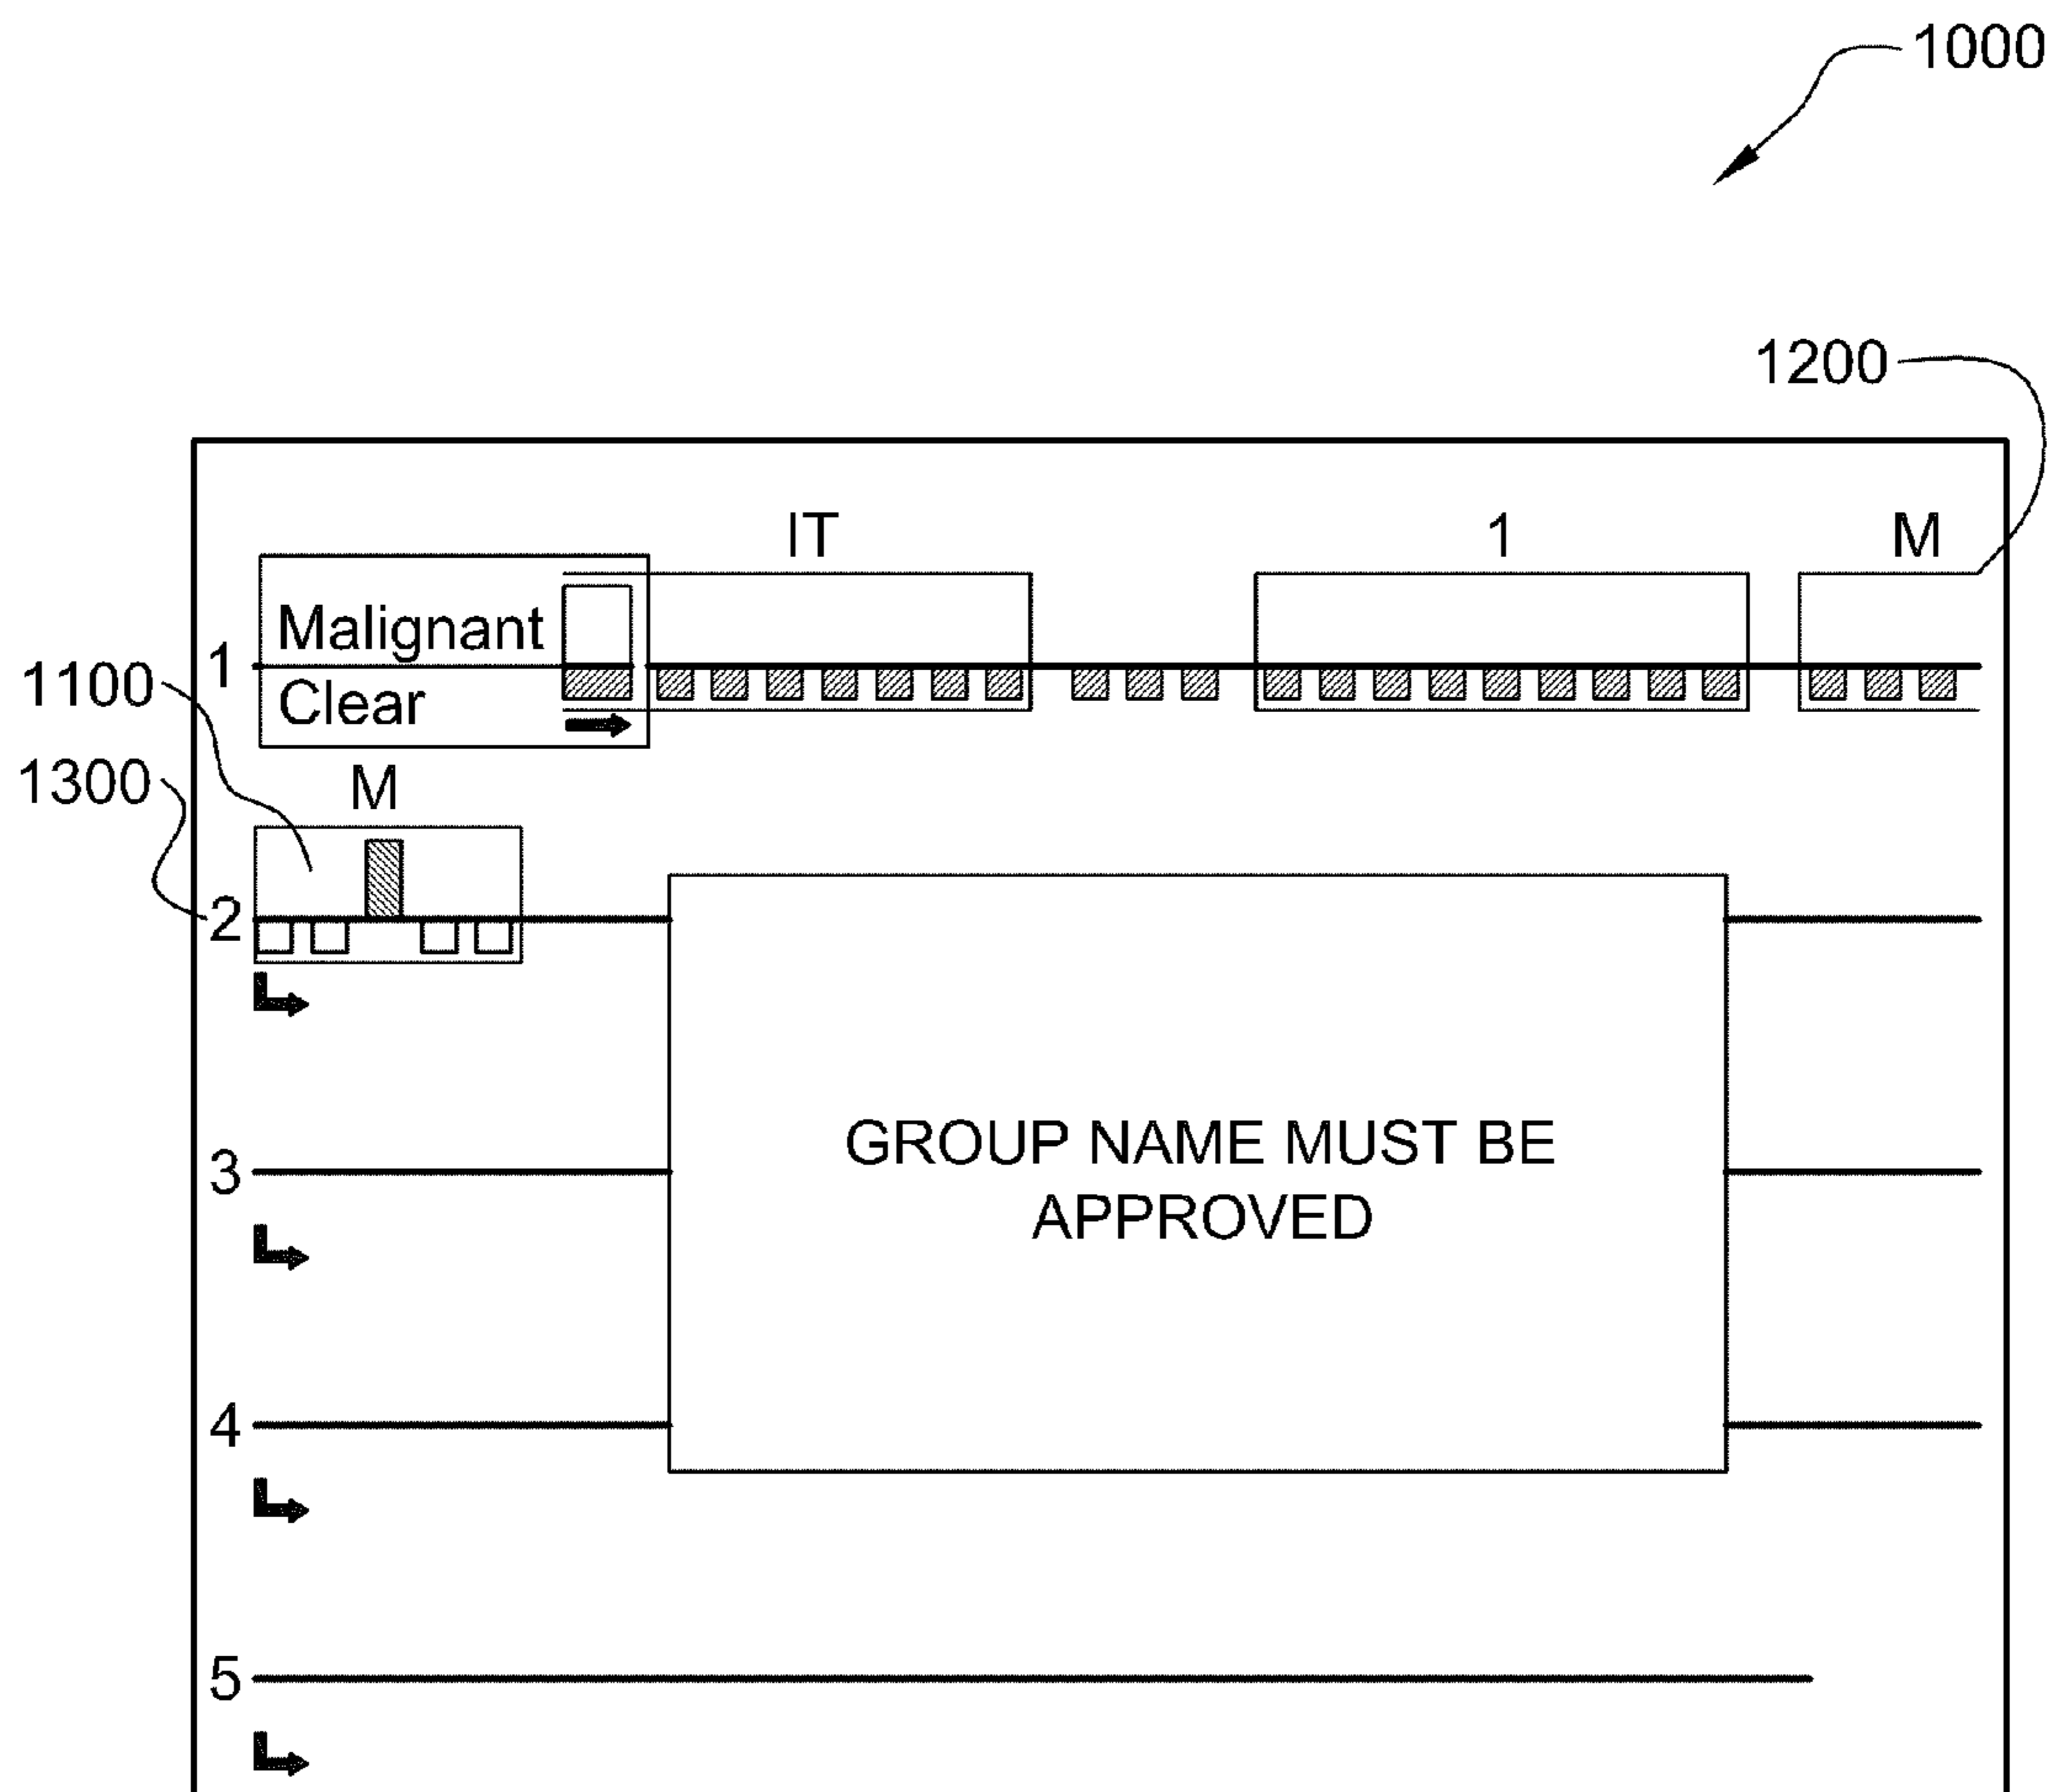 1000
1200
IT 1 M
Malignant
1
1100
Clear
1300
M
2
GROUP NAME MUST BE
3
APPROVED
4
5